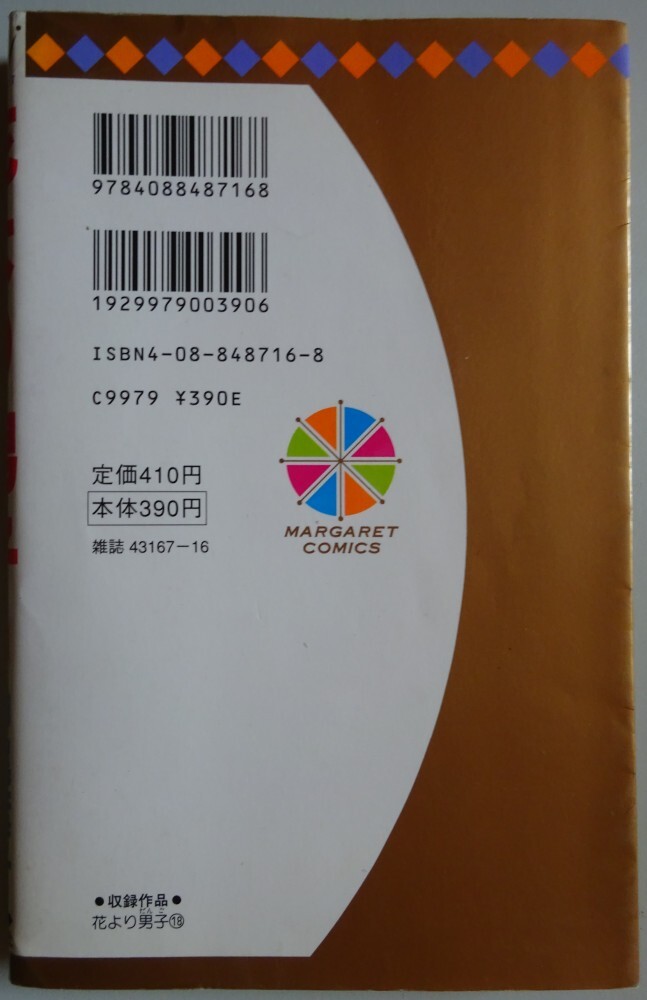 9784088487168
1929979003906
ISBN4-08-848716-8
C9979 ¥390E
定価410円
本体390円
雑誌 43167-16
MARGARET
COMICS
●収録作品●
花より男子⑱